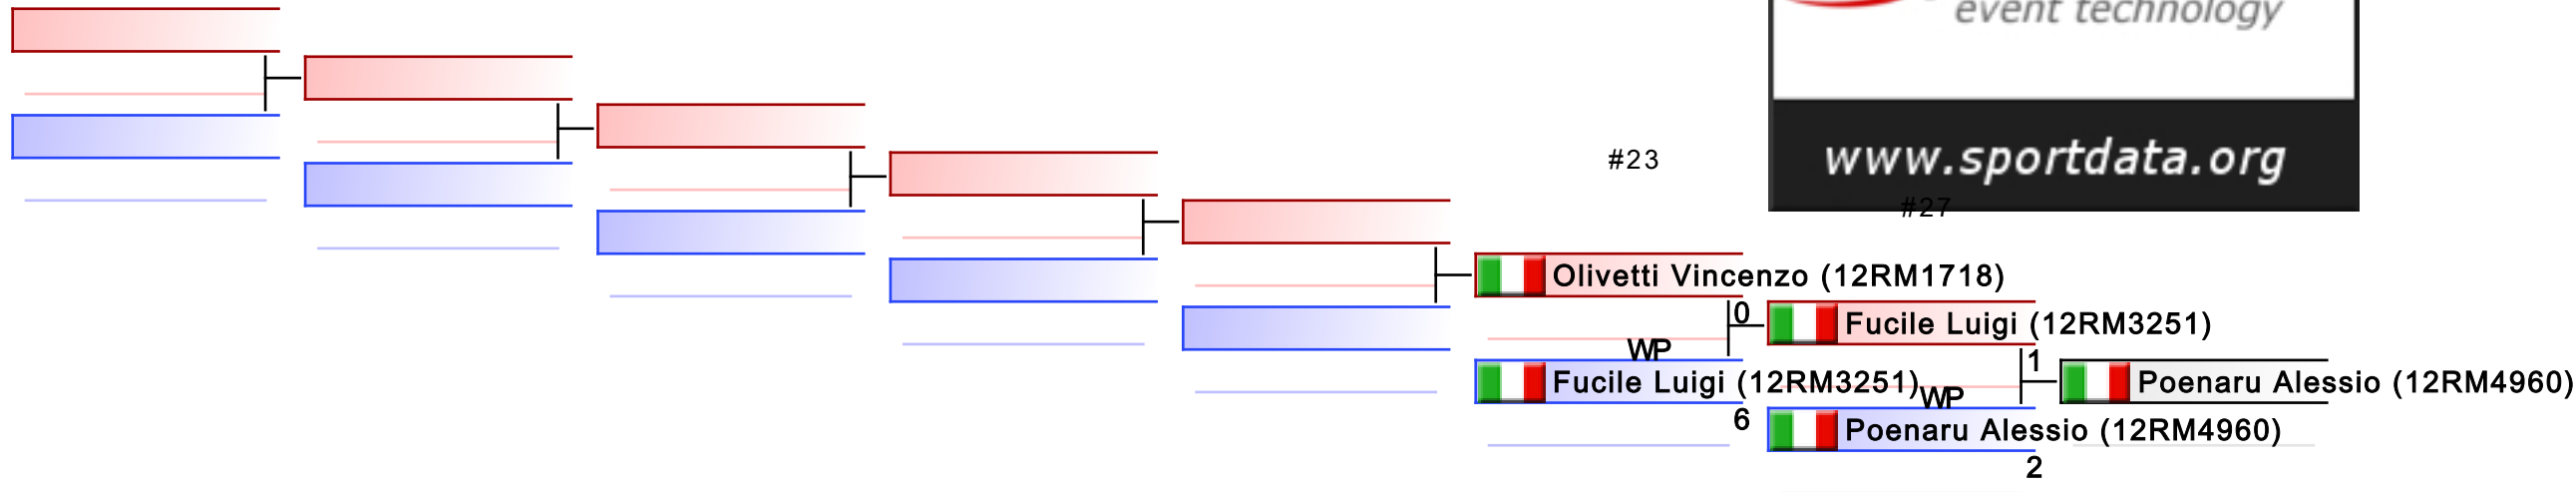 event technology
#23
www.sportdata.org
#27
Olivetti Vincenzo (12RM1718)
0
Fucile Luigi (12RM3251)
WP
1
Fucile Luigi (12RM3251)
WP
Poenaru Alessio (12RM4960)
6
Poenaru Alessio (12RM4960)
2